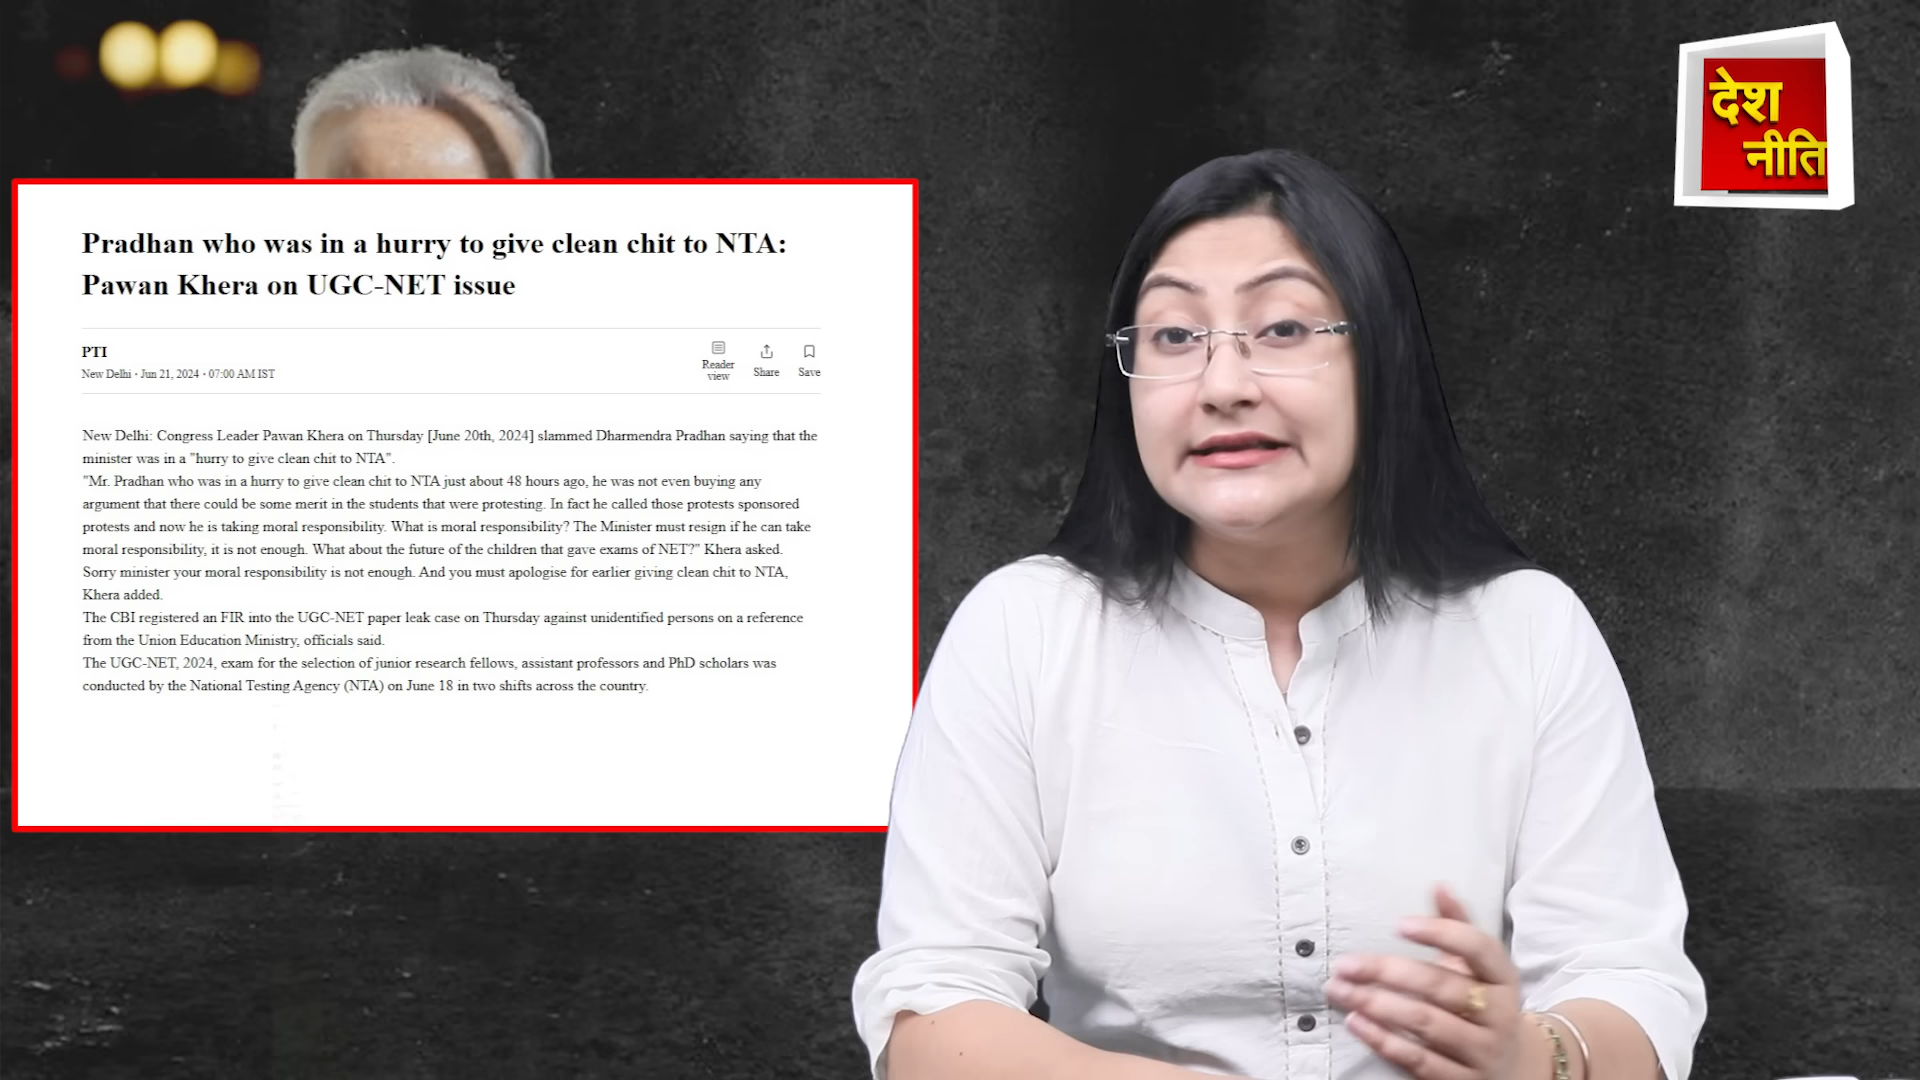 देश
नीति
Pradhan who was in a hurry to give clean chit to NTA:
Pawan Khera on UGC-NET issue
PTI
New Delhi • Jun 21, 2024 • 07:00 AM IST
Reader
view
Share
Save
New Delhi: Congress Leader Pawan Khera on Thursday [June 20th, 2024] slammed Dharmendra Pradhan saying that the
minister was in a "hurry to give clean chit to NTA".
"Mr. Pradhan who was in a hurry to give clean chit to NTA just about 48 hours ago, he was not even buying any
argument that there could be some merit in the students that were protesting. In fact he called those protests sponsored
protests and now he is taking moral responsibility. What is moral responsibility? The Minister must resign if he can take
moral responsibility, it is not enough. What about the future of the children that gave exams of NET?" Khera asked.
Sorry minister your moral responsibility is not enough. And you must apologise for earlier giving clean chit to NTA,
Khera added.
The CBI registered an FIR into the UGC-NET paper leak case on Thursday against unidentified persons on a reference
from the Union Education Ministry, officials said.
The UGC-NET, 2024, exam for the selection of junior research fellows, assistant professors and PhD scholars was
conducted by the National Testing Agency (NTA) on June 18 in two shifts across the country.